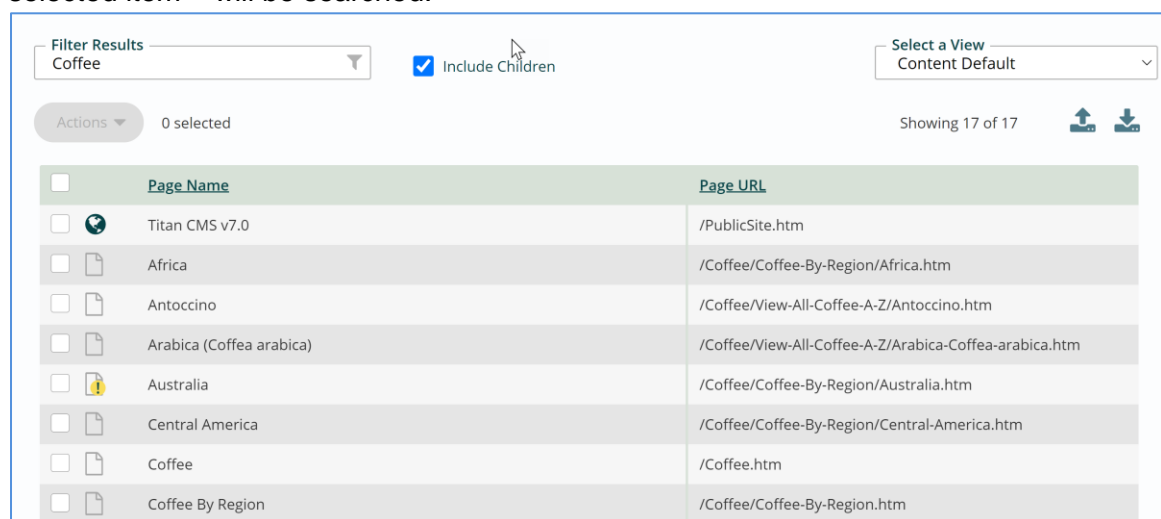 Filter Results
Coffee
Include Children
Select a View
Content Default
Actions
0 selected
Showing 17 of 17
Page Name Page URL
Titan CMS v7.0 /PublicSite.htm
Africa /Coffee/Coffee-By-Region/Africa.htm
Antoccino /Coffee/View-All-Coffee-A-Z/Antoccino.htm
Arabica (Coffea arabica) /Coffee/View-All-Coffee-A-Z/Arabica-Coffea-arabica.htm
Australia /Coffee/Coffee-By-Region/Australia.htm
Central America /Coffee/Coffee-By-Region/Central-America.htm
Coffee /Coffee.htm
Coffee By Region /Coffee/Coffee-By-Region.htm